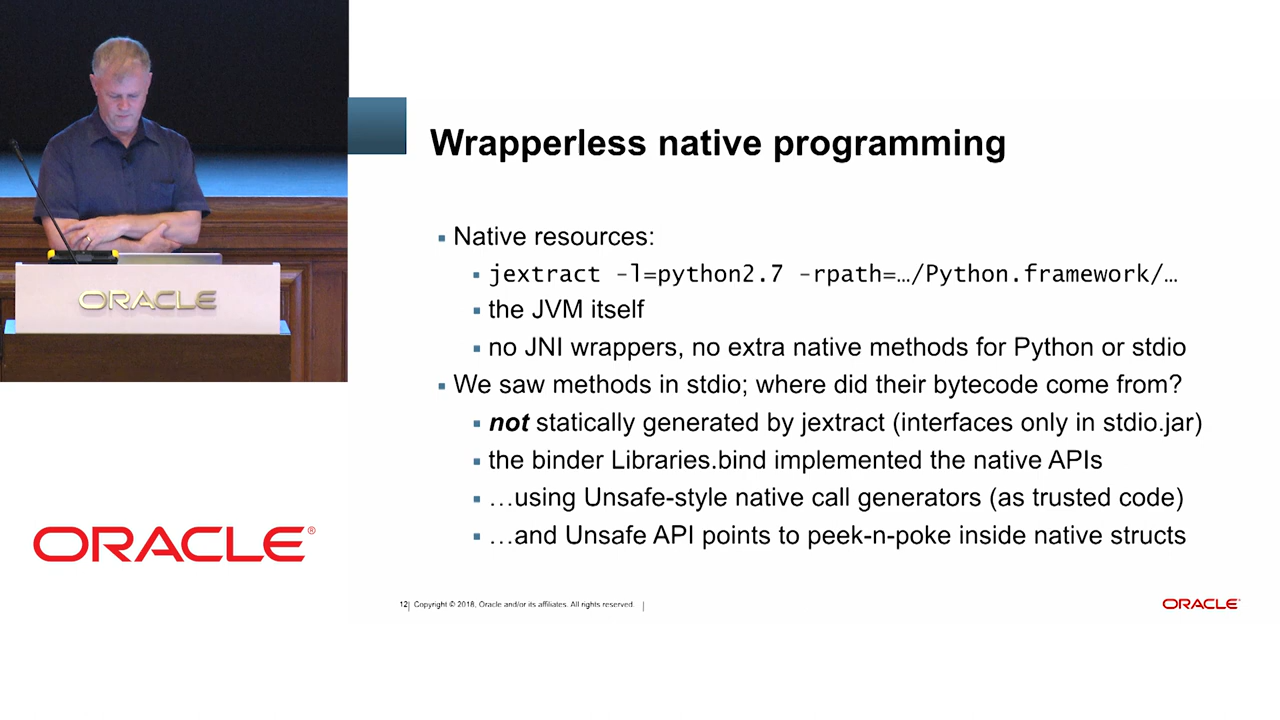 ORACLE
ORACLE®
Wrapperless native programming
▪ Native resources:
▪ jextract -l=python2.7 -rpath=…/Python.framework/…
▪ the JVM itself
▪ no JNI wrappers, no extra native methods for Python or stdio
▪ We saw methods in stdio; where did their bytecode come from?
▪ not statically generated by jextract (interfaces only in stdio.jar)
▪ the binder Libraries.bind implemented the native APIs
▪ …using Unsafe-style native call generators (as trusted code)
▪ …and Unsafe API points to peek-n-poke inside native structs
12| Copyright © 2018, Oracle and/or its affiliates. All rights reserved. |
ORACLE®